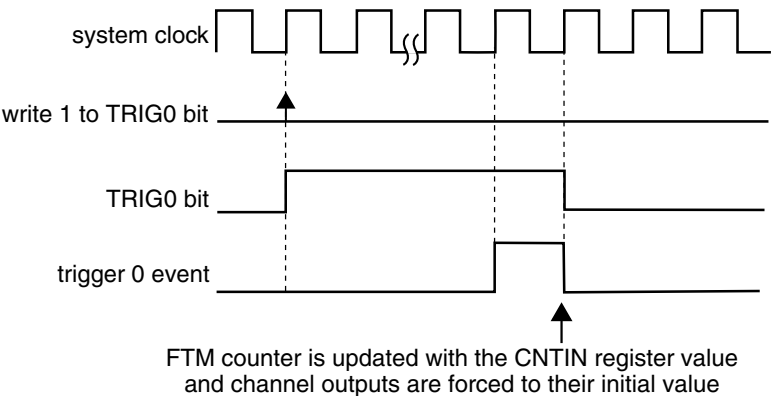 system clock
write 1 to TRIG0 bit
TRIG0 bit
trigger 0 event
FTM counter is updated with the CNTIN register value
and channel outputs are forced to their initial value